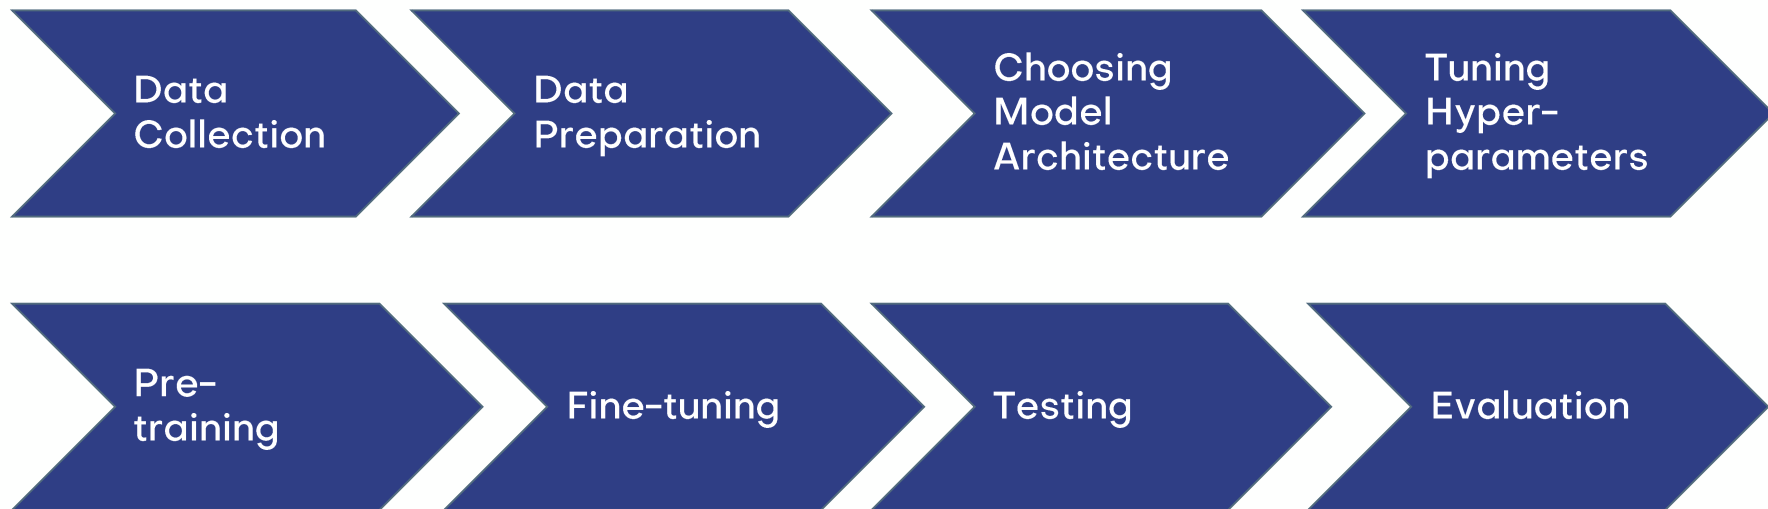 Data
Collection
Data
Preparation
Choosing
Model
Architecture
Tuning
Hyper-
parameters
Pre-
training
Fine-tuning
Testing
Evaluation